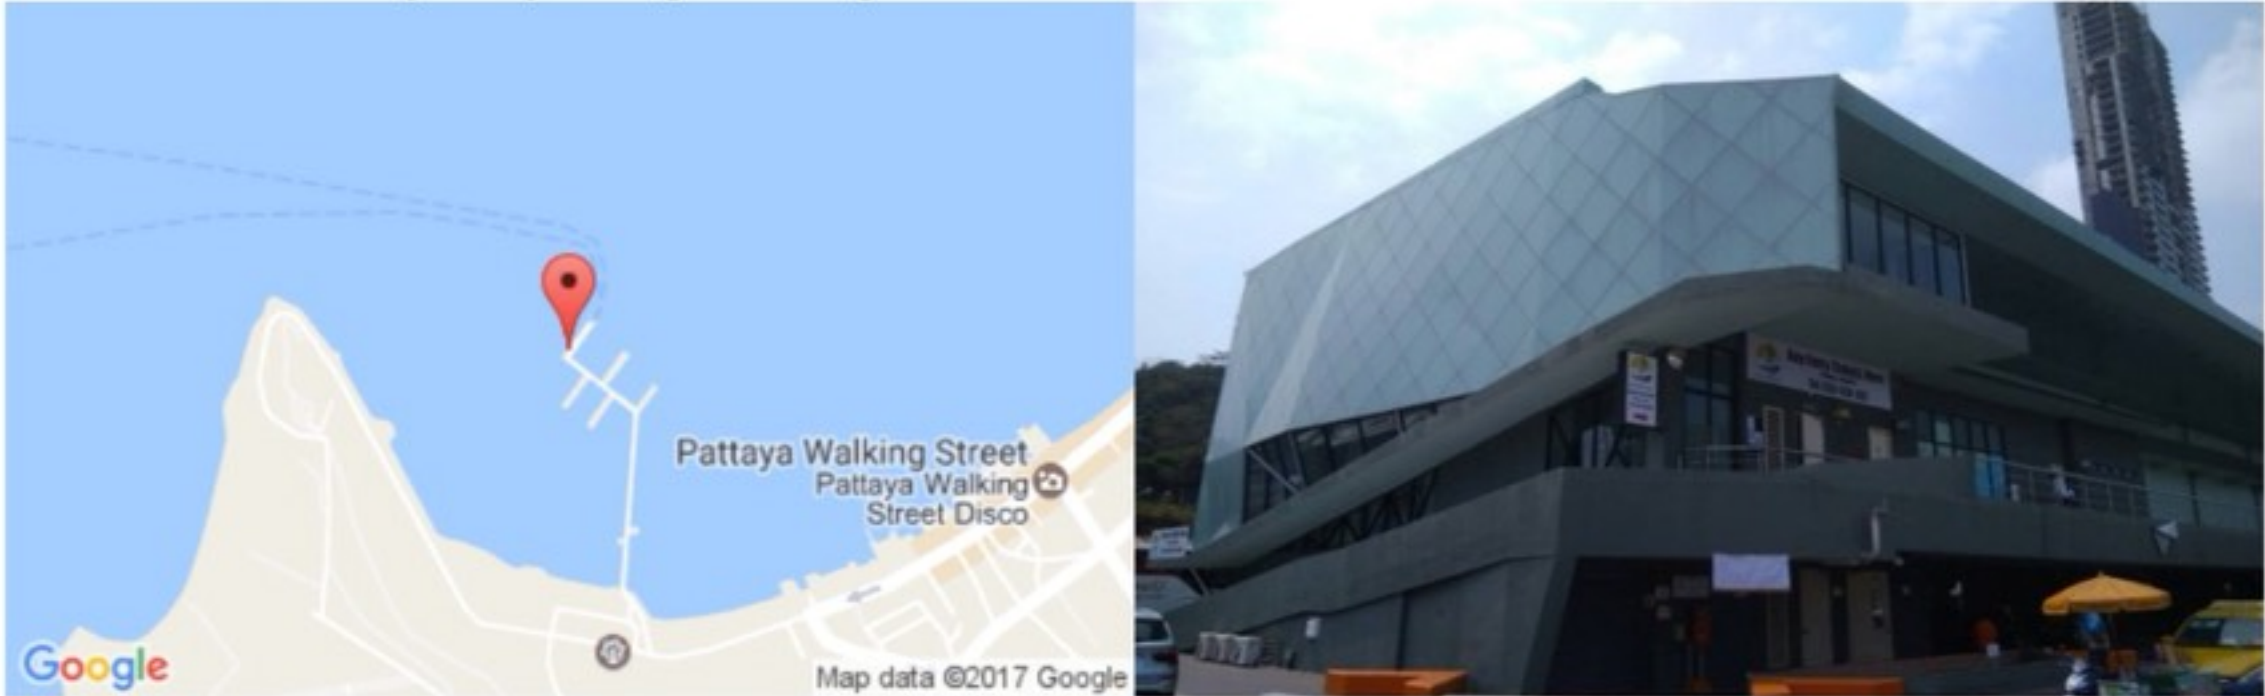 Pattaya Walking Street
Pattaya Walking
Street Disco
Google
Map data ©2017 Google